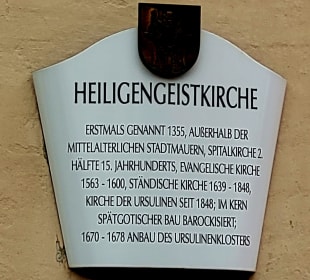 HEILIGENGEISTKIRCHE
ERSTMALS GENANNT 1355, AUßERHALB DER
MITTELALTERLICHEN STADTMAUERN, SPITALKIRCHE 2.
HÄLFTE 15. JAHRHUNDERTS, EVANGELISCHE KIRCHE
1563 - 1600, STÄNDISCHE KIRCHE 1639 - 1848,
KIRCHE DER URSULINEN SEIT 1848; IM KERN
SPÄTGOTISCHER BAU BAROCKISIERT;
1670 - 1678 ANBAU DES URSULINENKLOSTERS